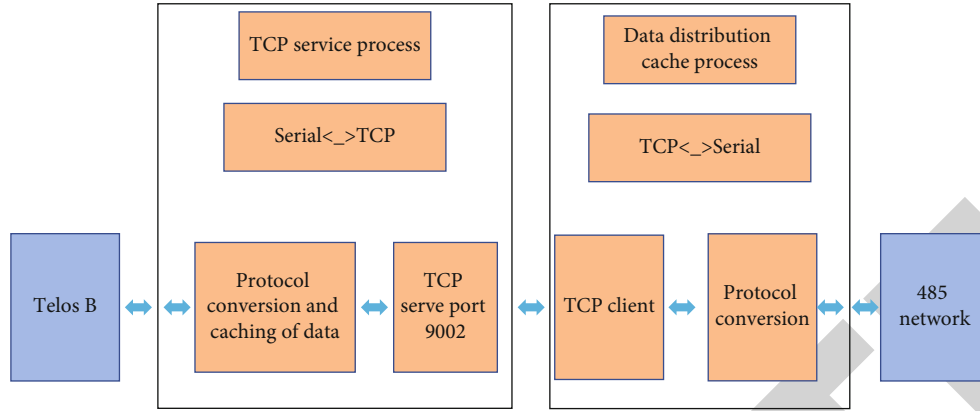 TCP service process
Serial<_>TCP
Data distribution
cache process
TCP<_>Serial
Telos B
Protocol
conversion and
caching of data
TCP
serve port
9002
TCP client
Protocol
conversion
485
network